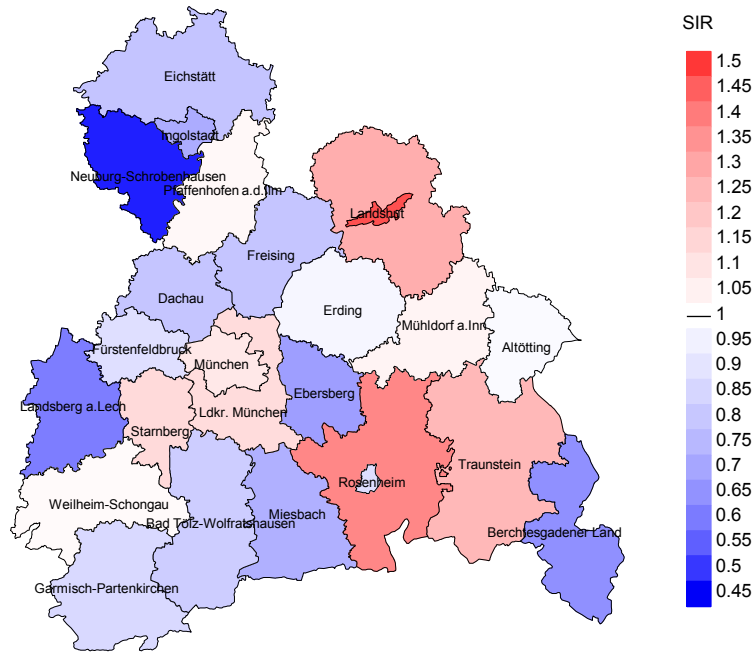 SIR
Eichstätt
Ingolstadt
Neuburg-Schrobenhausen
Pfaffenhofen a.d.Ilm
Landshut
Freising
Dachau
Erding
Mühldorf a.Inn
Altötting
Fürstenfeldbruck
München
Ebersberg
Landsberg a.Lech
Ldkr. München
Starnberg
Traunstein
Rosenheim
Weilheim-Schongau
Miesbach
Bad Tölz-Wolfratshausen
Berchtesgadener Land
Garmisch-Partenkirchen
1.5
1.45
1.4
1.35
1.3
1.25
1.2
1.15
1.1
1.05
1
0.95
0.9
0.85
0.8
0.75
0.7
0.65
0.6
0.55
0.5
0.45